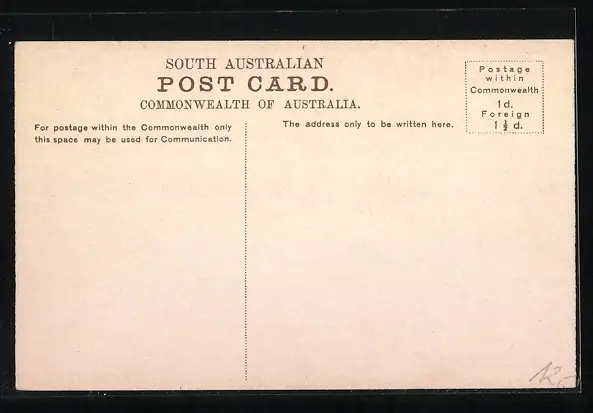 SOUTH AUSTRALIAN
POST CARD.
COMMONWEALTH OF AUSTRALIA.
For postage within the Commonwealth only
this space may be used for Communication.
The address only to be written here.
Postage
within
Commonwealth
1d.
Foreign
1½d.
12,-